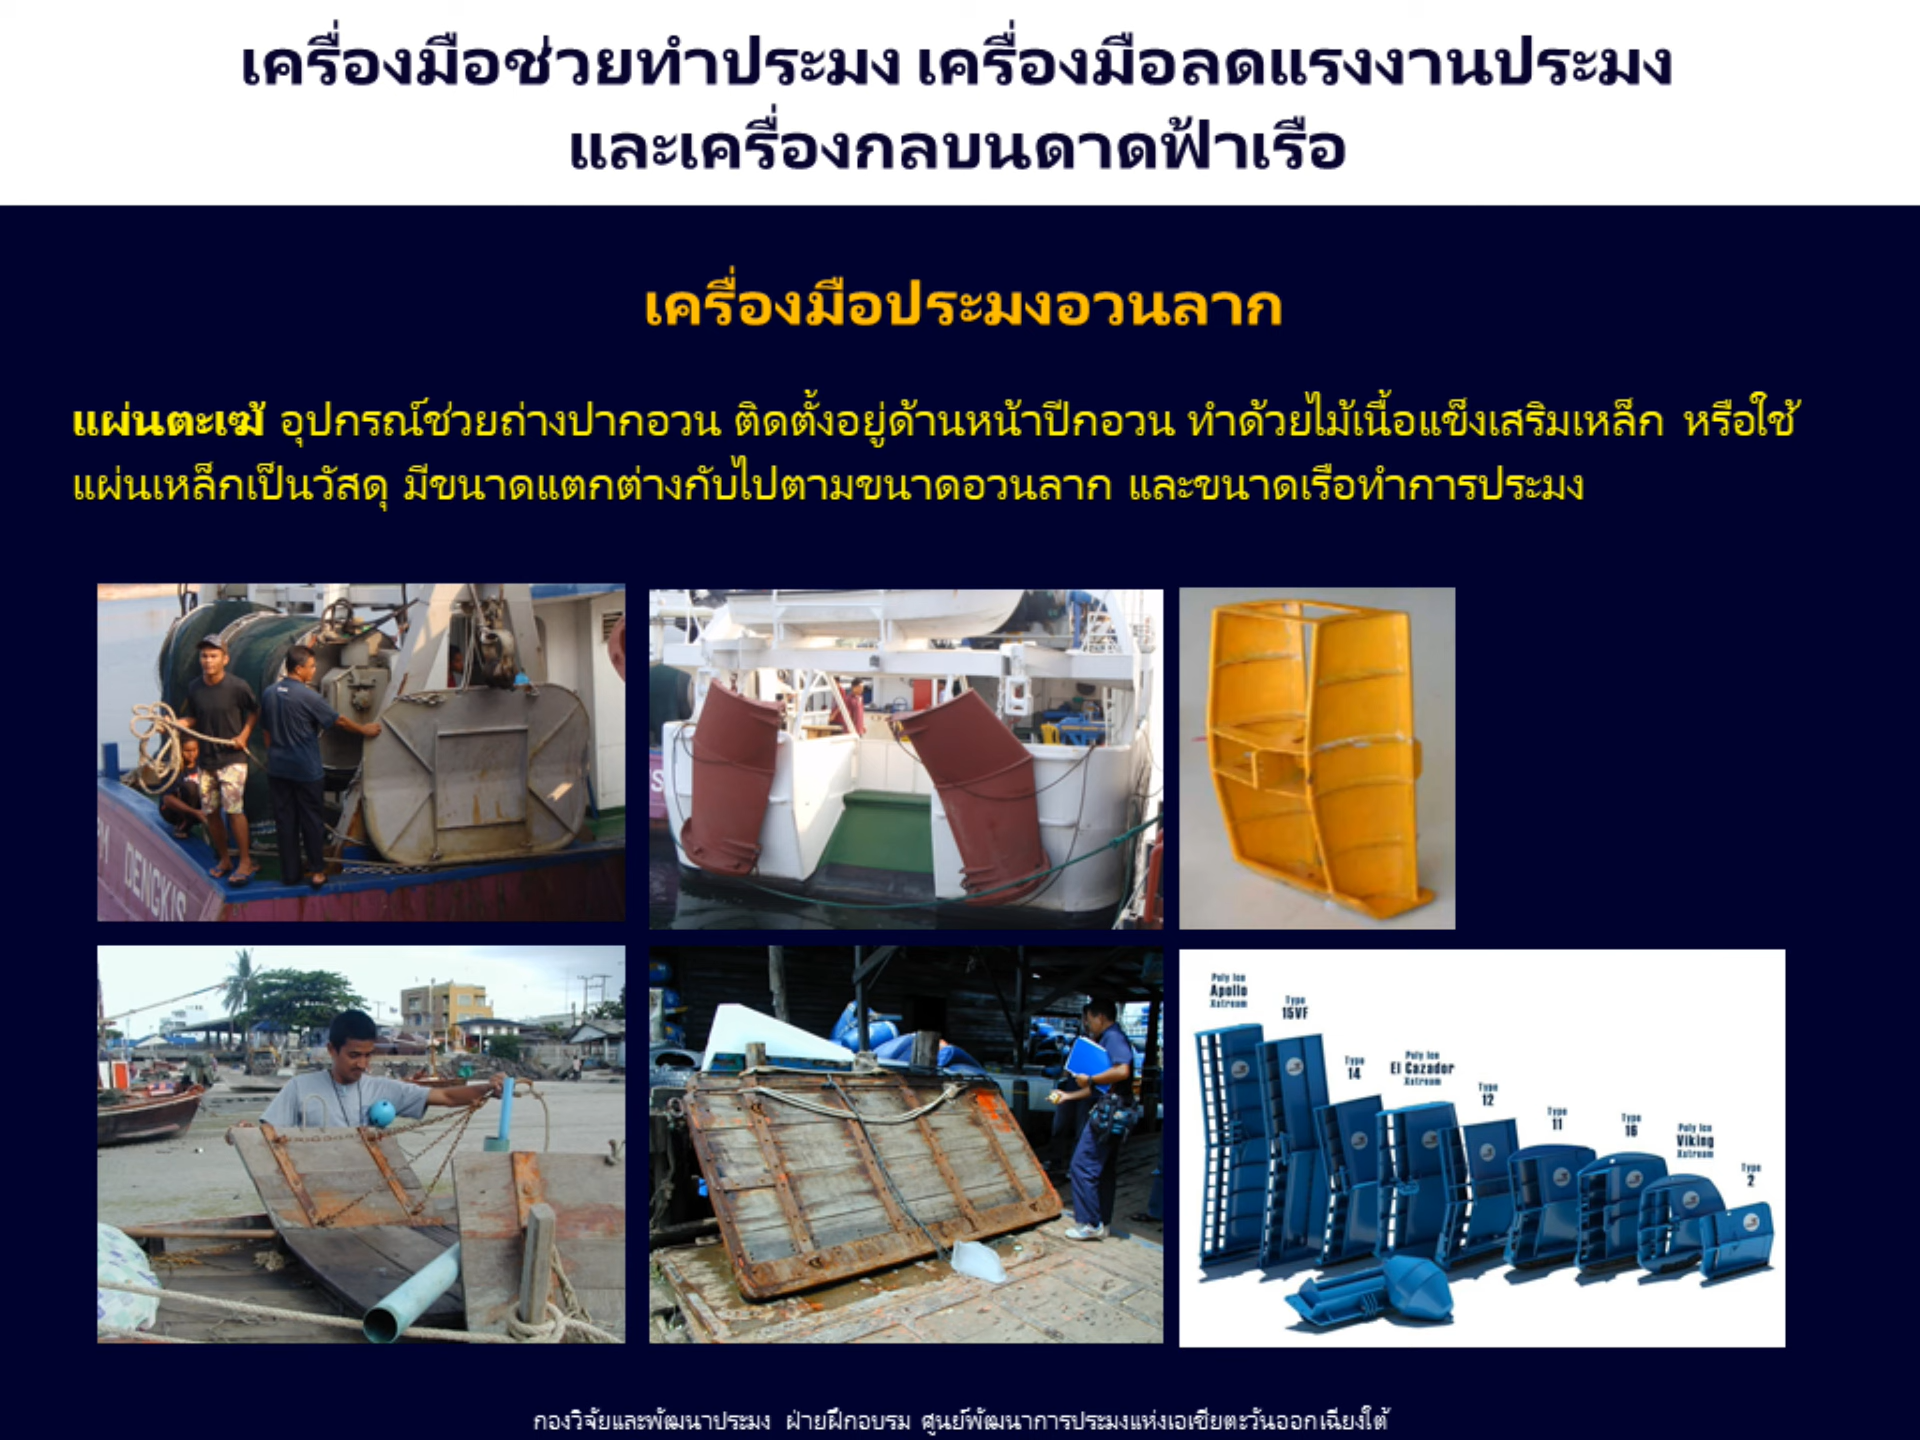 เครื่องมือช่วยทำประมง เครื่องมือลดแรงงานประมง
และเครื่องกลบนดาดฟ้าเรือ
เครื่องมือประมงอวนลาก
แผ่นตะเฆ้ อุปกรณ์ช่วยถ่างปากอวน ติดตั้งอยู่ด้านหน้าปีกอวน ทำด้วยไม้เนื้อแข็งเสริมเหล็ก หรือใช้
แผ่นเหล็กเป็นวัสดุ มีขนาดแตกต่างกับไปตามขนาดอวนลาก และขนาดเรือทำการประมง
DENGKIS
Poly Ice
Apollo
Xstream
Type
15VF
Type
14
Poly Ice
El Cazador
Xstream
Type
12
Type
11
Type
16
Poly Ice
Viking
Xstream
Type
2
กองวิจัยและพัฒนาประมง ฝ่ายฝึกอบรม ศูนย์พัฒนาการประมงแห่งเอเชียตะวันออกเฉียงใต้